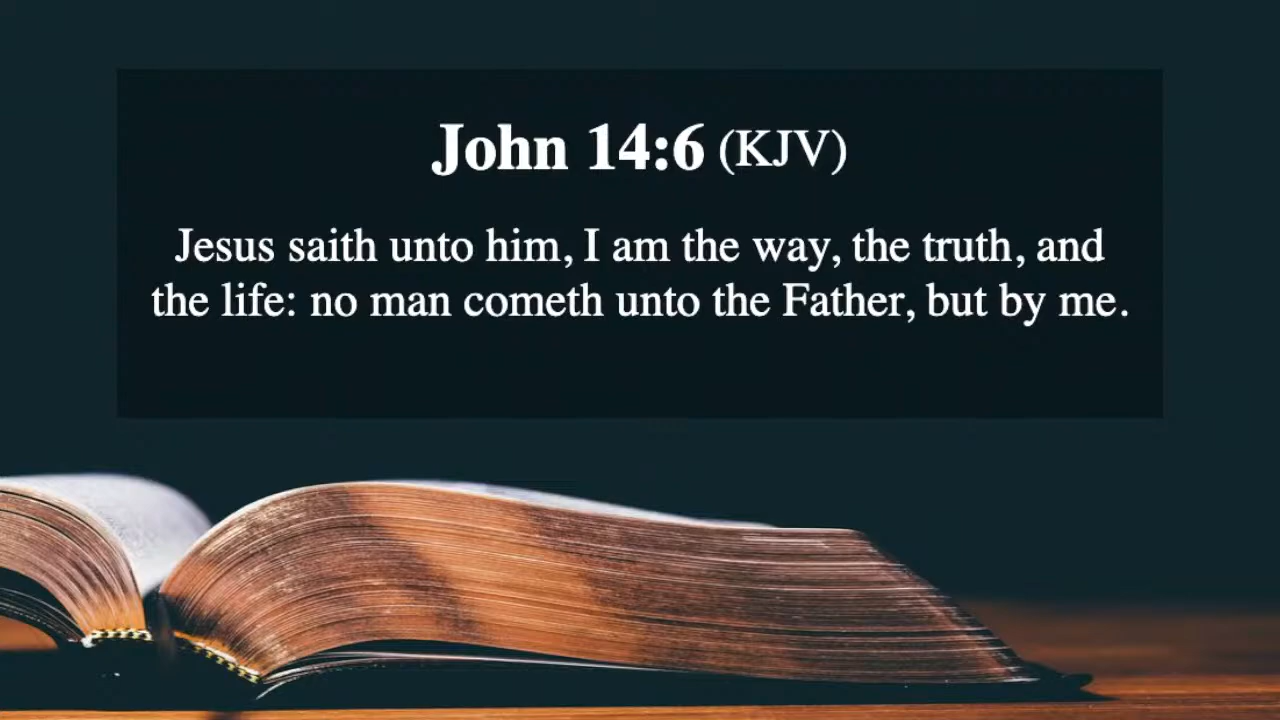 John 14:6 (KJV)
Jesus saith unto him, I am the way, the truth, and
the life: no man cometh unto the Father, but by me.